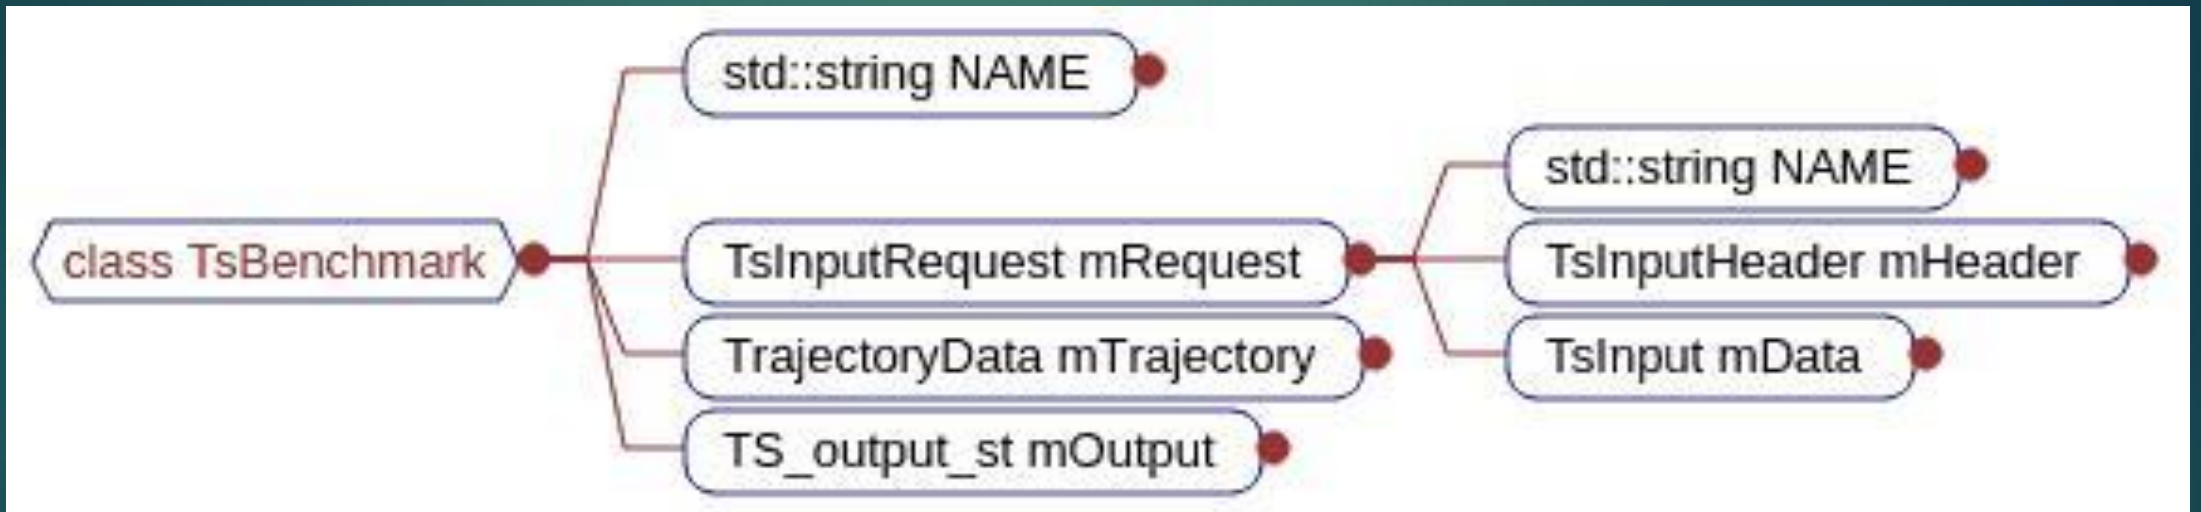 class TsBenchmark
std::string NAME
TsInputRequest mRequest
TrajectoryData mTrajectory
TS_output_st mOutput
std::string NAME
TsInputHeader mHeader
TsInput mData